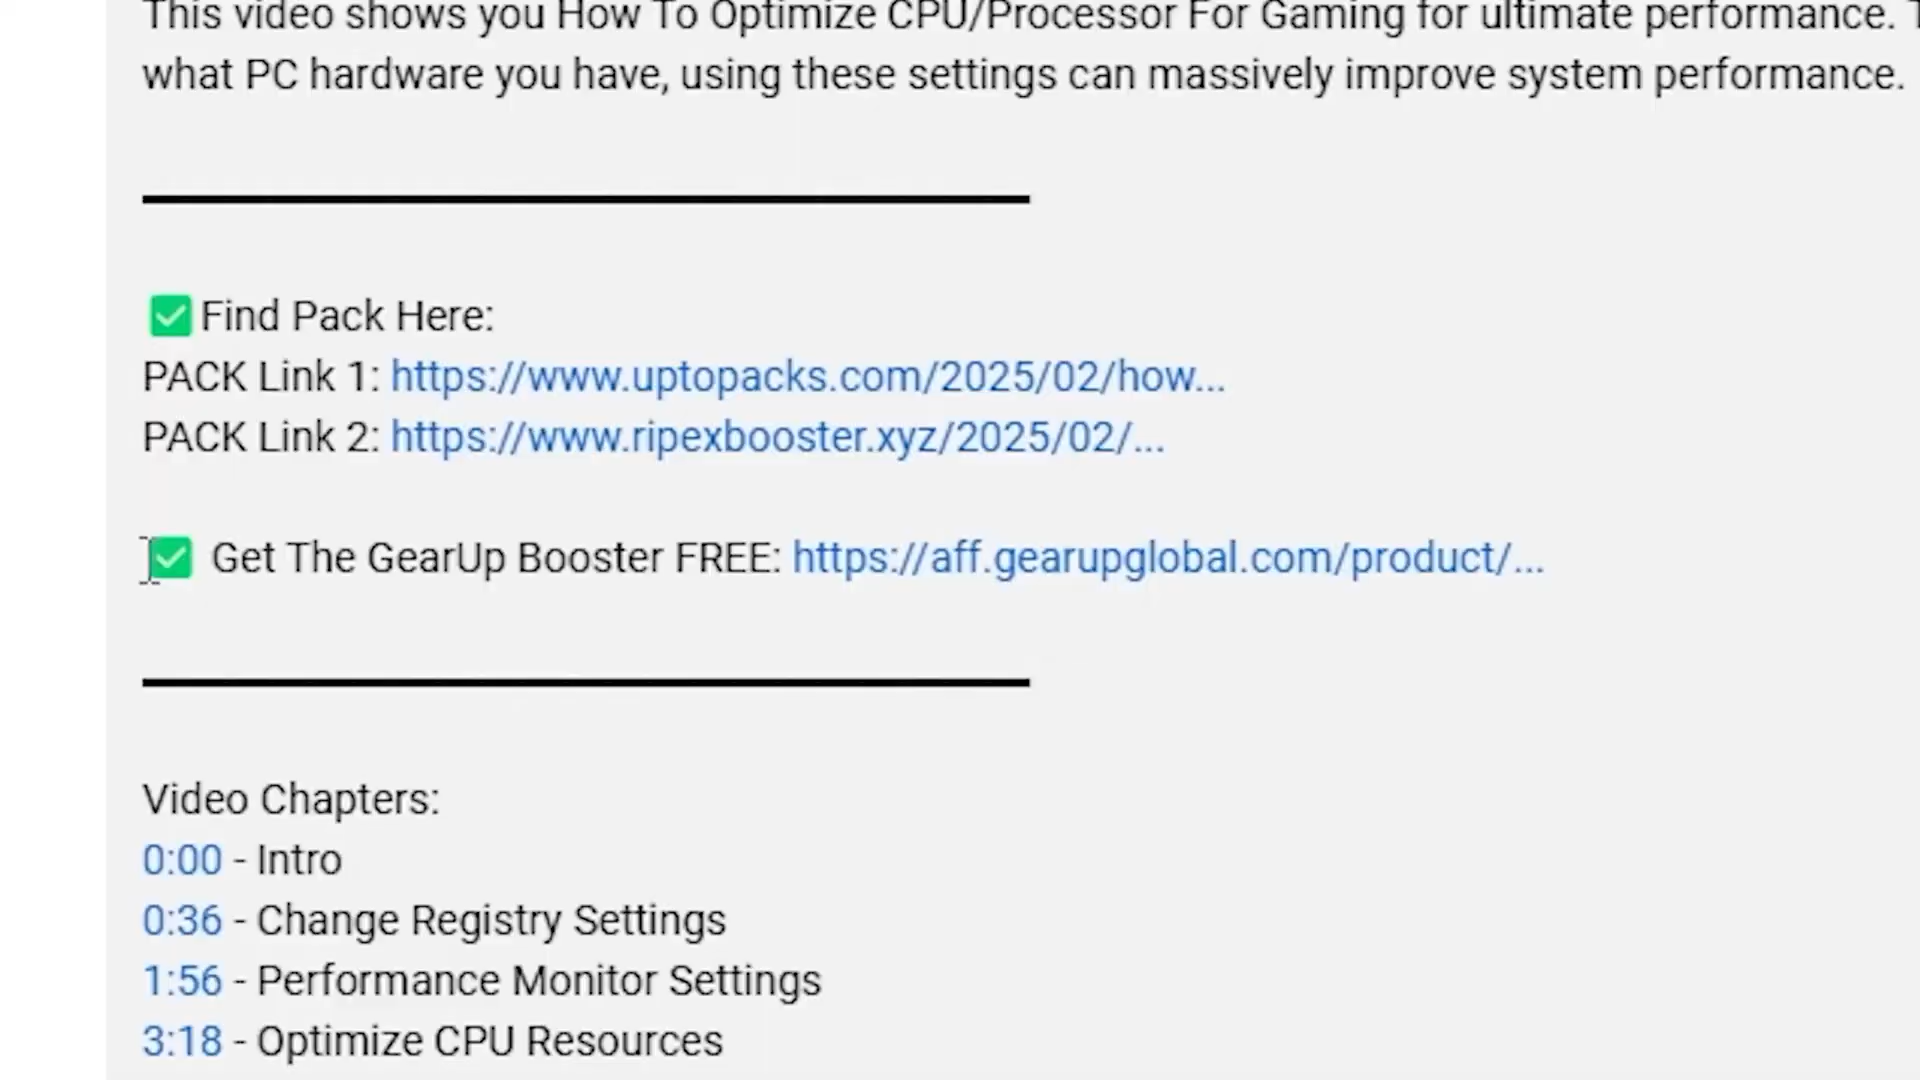 This video shows you How To Optimize CPU/Processor For Gaming for ultimate performance.
what PC hardware you have, using these settings can massively improve system performance.
✅Find Pack Here:
PACK Link 1: https://www.uptopacks.com/2025/02/how...
PACK Link 2: https://www.ripexbooster.xyz/2025/02/...
✅ Get The GearUp Booster FREE: https://aff.gearupglobal.com/product/...
Video Chapters:
0:00 - Intro
0:36 - Change Registry Settings
1:56 - Performance Monitor Settings
3:18 - Optimize CPU Resources